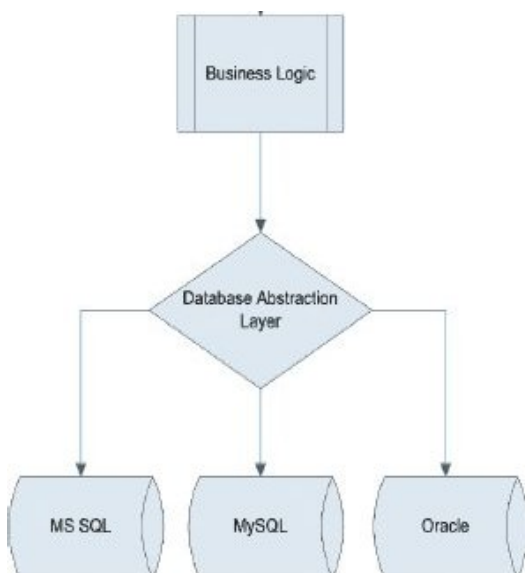 Business Logic
Database Abstraction
Layer
MS SQL
MySQL
Oracle